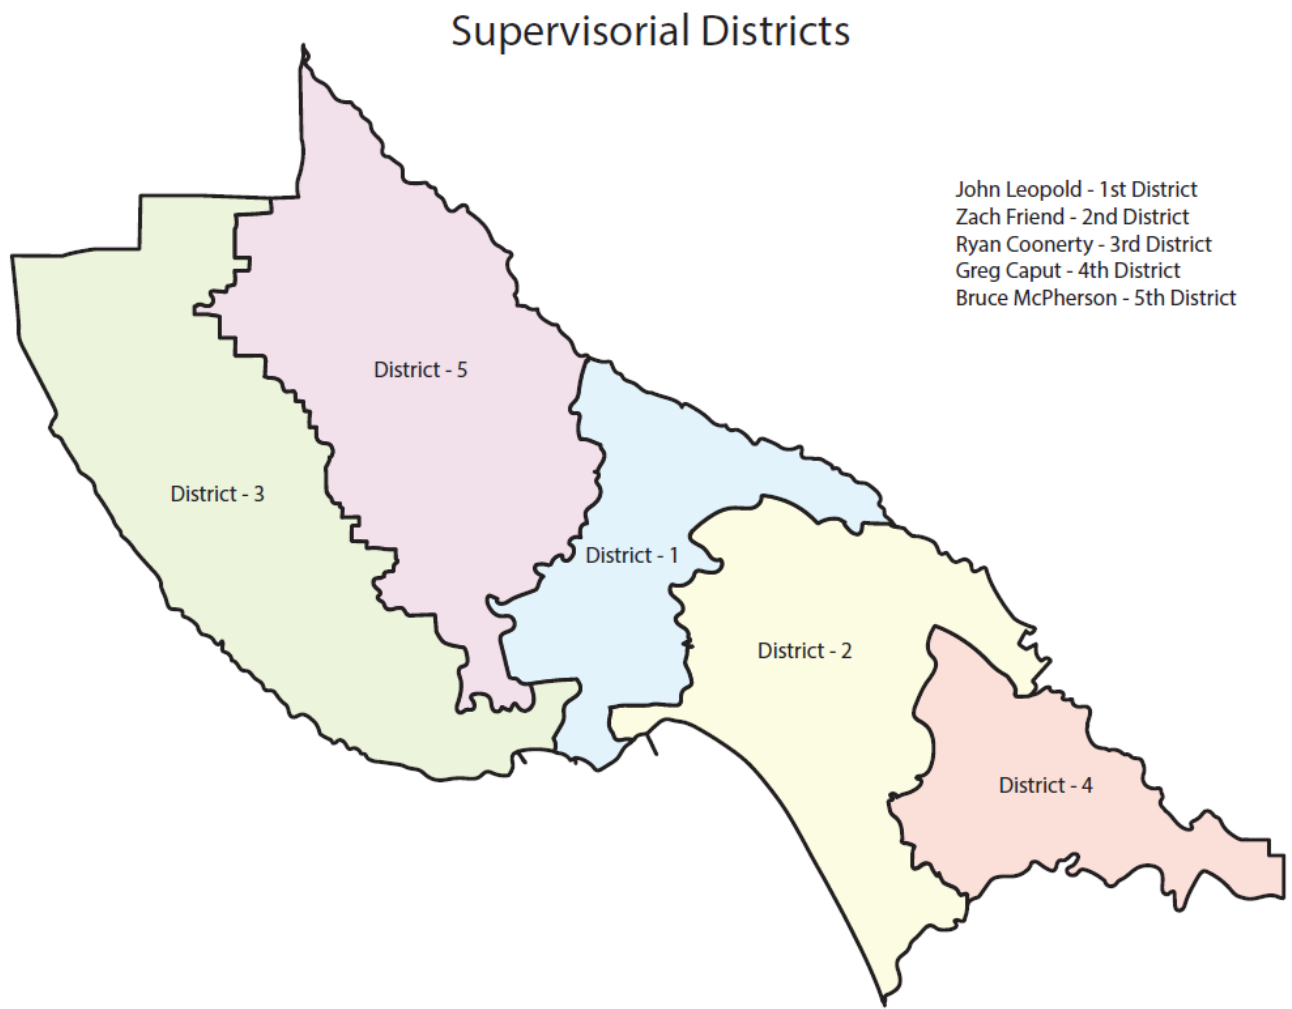 Supervisorial Districts
John Leopold - 1st District
Zach Friend - 2nd District
Ryan Coonerty - 3rd District
Greg Caput - 4th District
Bruce McPherson - 5th District
District - 5
District - 3
District - 1
District - 2
District - 4